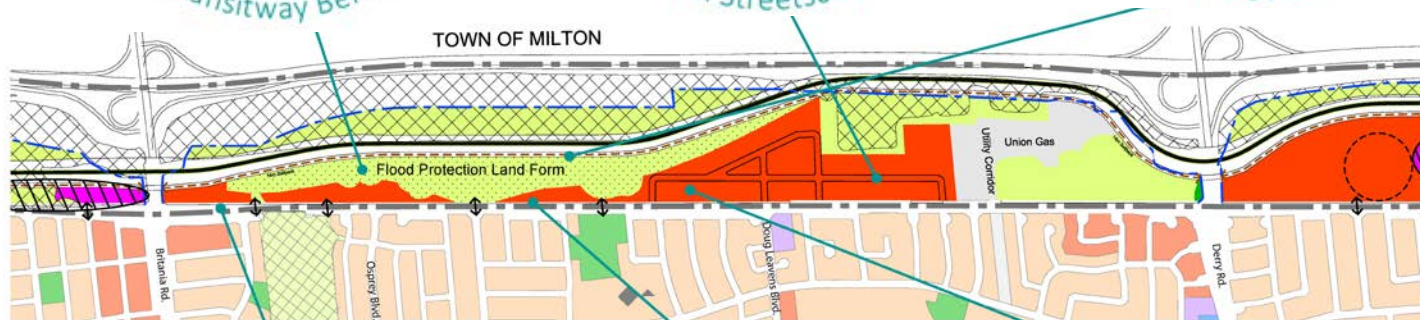 TOWN OF MILTON
Flood Protection Land Form
Utility Corridor
Union Gas
Britania Rd.
Osprey Blvd.
Doug Leavens Blvd.
Derry Rd.